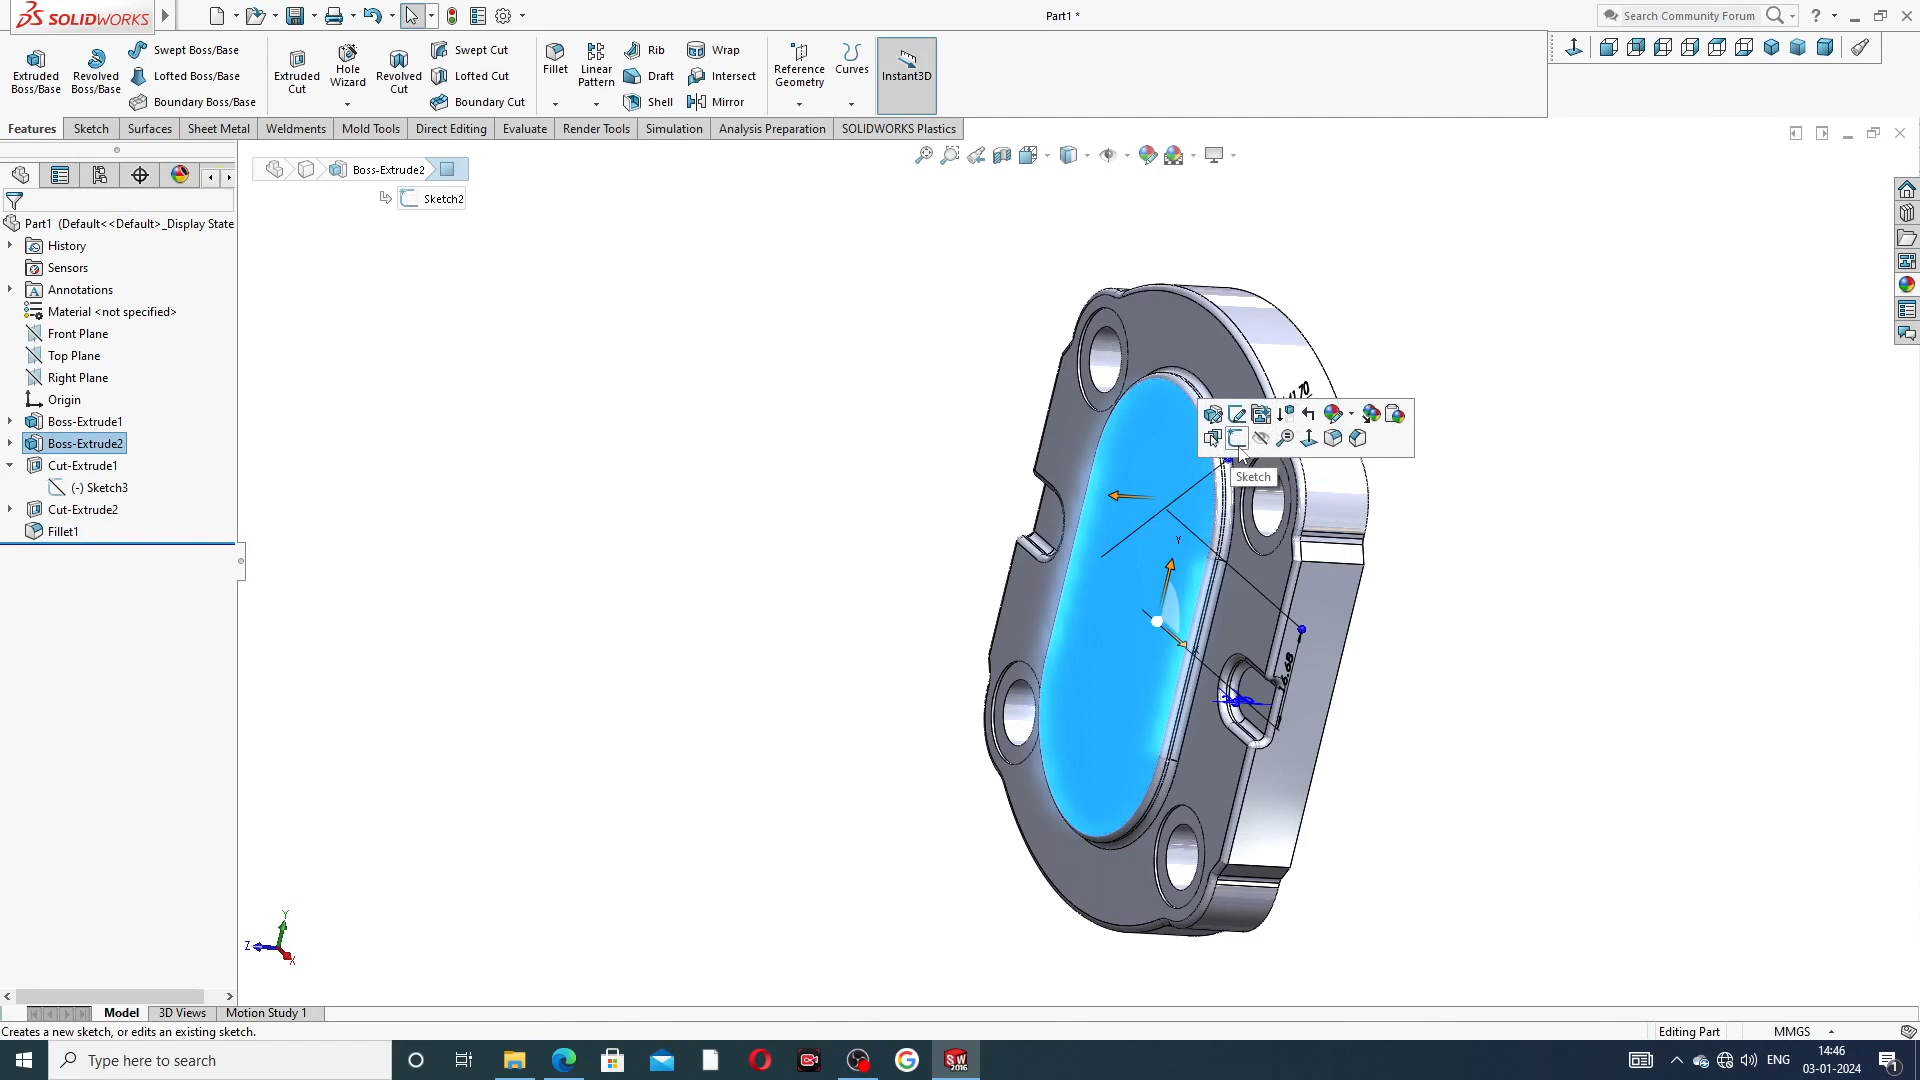 SOLIDWORKS
Part1 *
Search Community Forum
Extruded Boss/Base
Revolved Boss/Base
Swept Boss/Base
Lofted Boss/Base
Boundary Boss/Base
Extruded Cut
Hole Wizard
Revolved Cut
Swept Cut
Lofted Cut
Boundary Cut
Fillet
Linear Pattern
Rib
Draft
Shell
Wrap
Intersect
Mirror
Reference Geometry
Curves
Instant3D
Features
Sketch
Surfaces
Sheet Metal
Weldments
Mold Tools
Direct Editing
Evaluate
Render Tools
Simulation
Analysis Preparation
SOLIDWORKS Plastics
Boss-Extrude2
Sketch2
Part1 (Default<<Default>_Display State
History
Sensors
Annotations
Material <not specified>
Front Plane
Top Plane
Right Plane
Origin
Boss-Extrude1
Boss-Extrude2
Cut-Extrude1
(-) Sketch3
Cut-Extrude2
Fillet1
Sketch
Y
X
16.68
Y
Z
X
Model
3D Views
Motion Study 1
Creates a new sketch, or edits an existing sketch.
Editing Part
MMGS
Type here to search
SW
2016
ENG
14:46
03-01-2024
1